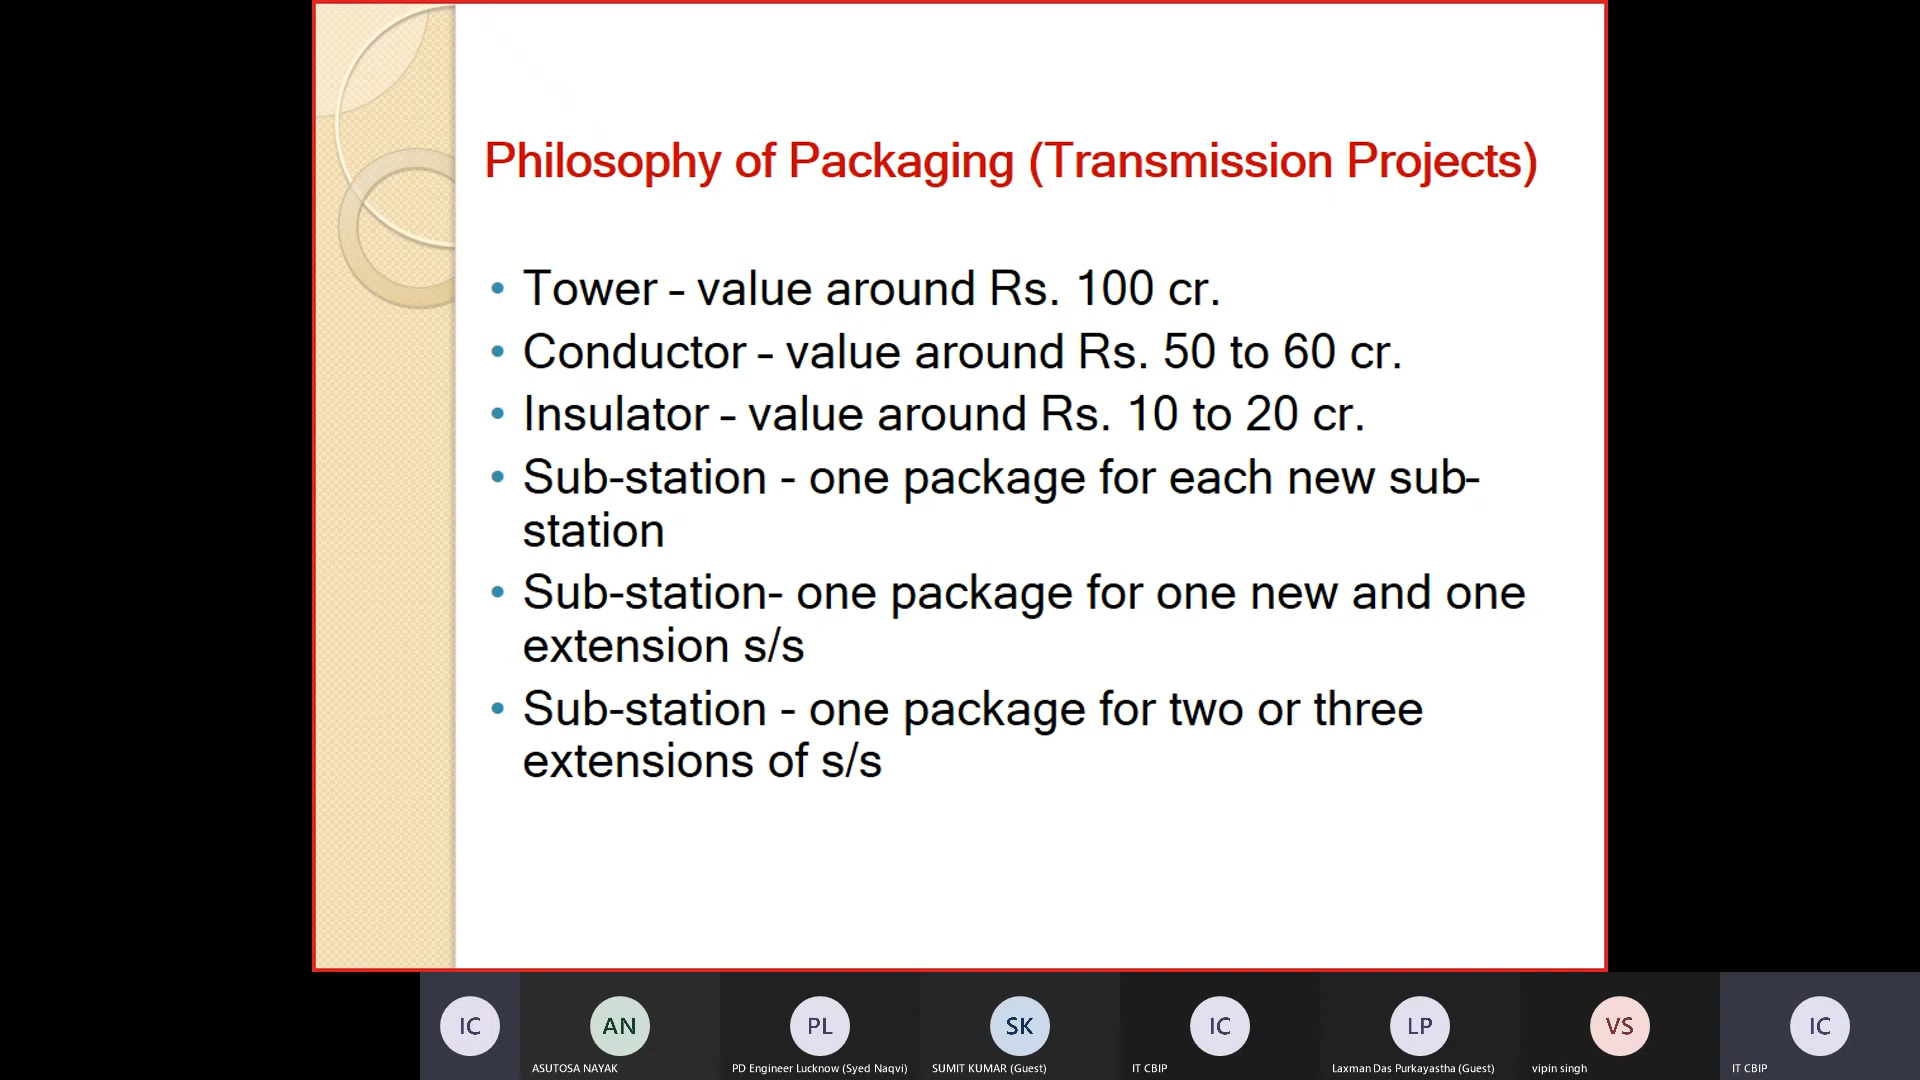 Philosophy of Packaging (Transmission Projects)
• Tower – value around Rs. 100 cr.
• Conductor – value around Rs. 50 to 60 cr.
• Insulator – value around Rs. 10 to 20 cr.
• Sub-station - one package for each new sub-
station
• Sub-station- one package for one new and one
extension s/s
• Sub-station - one package for two or three
extensions of s/s
IC AN PL SK IC LP VS IC
ASUTOSA NAYAK PD Engineer Lucknow (Syed Naqvi) SUMIT KUMAR (Guest) IT CBIP Laxman Das Purkayastha (Guest) vipin singh IT CBIP